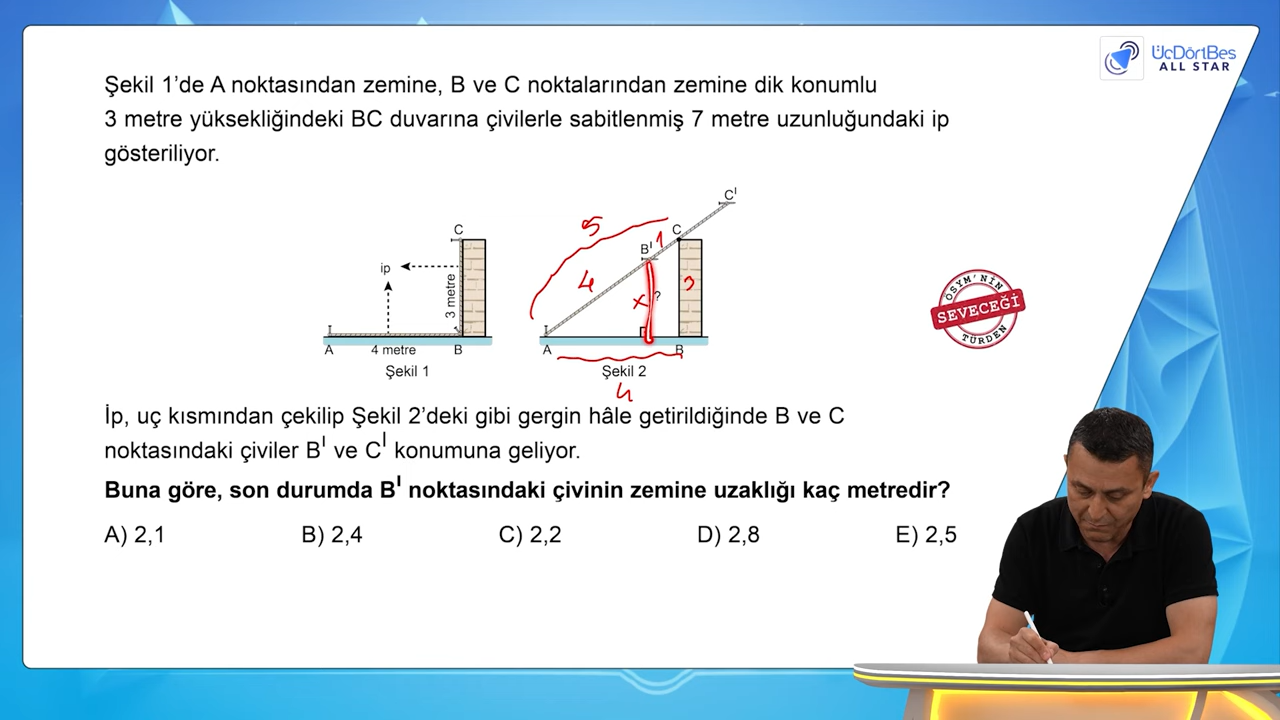 ÜçDörtBes
ALL STAR
Şekil 1'de A noktasından zemine, B ve C noktalarından zemine dik konumlu
3 metre yüksekliğindeki BC duvarına çivilerle sabitlenmiş 7 metre uzunluğundaki ip
gösteriliyor.
C
ip
3 metre
A
4 metre
B
Şekil 1
C'
5
C
B'
1
4
x
?
3
A
B
Şekil 2
4
ÖSYM'NİN
SEVECEĞİ
TÜRDEN
İp, uç kısmından çekilip Şekil 2'deki gibi gergin hâle getirildiğinde B ve C
noktasındaki çiviler B' ve C' konumuna geliyor.
Buna göre, son durumda B' noktasındaki çivinin zemine uzaklığı kaç metredir?
A) 2,1 B) 2,4 C) 2,2 D) 2,8 E) 2,5